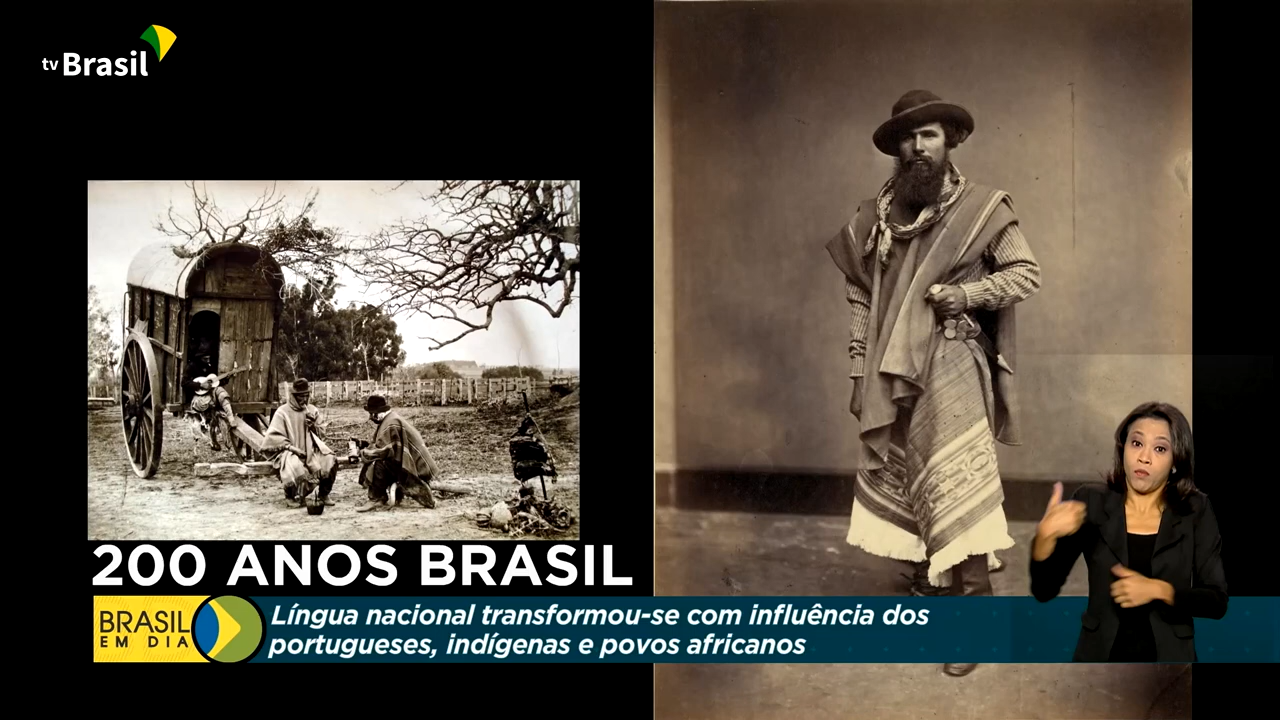 tv Brasil
200 ANOS BRASIL
BRASIL
EM DIA
Língua nacional transformou-se com influência dos
portugueses, indígenas e povos africanos